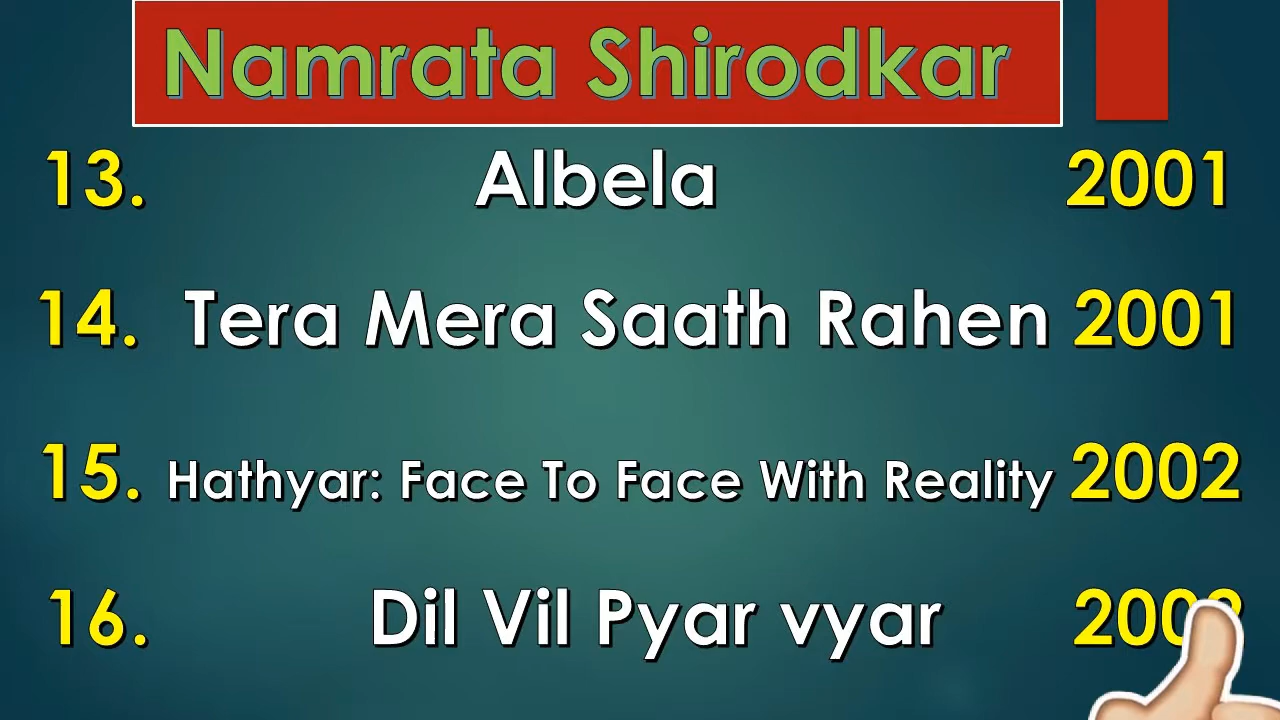 Namrata Shirodkar
13. Albela 2001
14. Tera Mera Saath Rahen 2001
15. Hathyar: Face To Face With Reality 2002
16. Dil Vil Pyar vyar